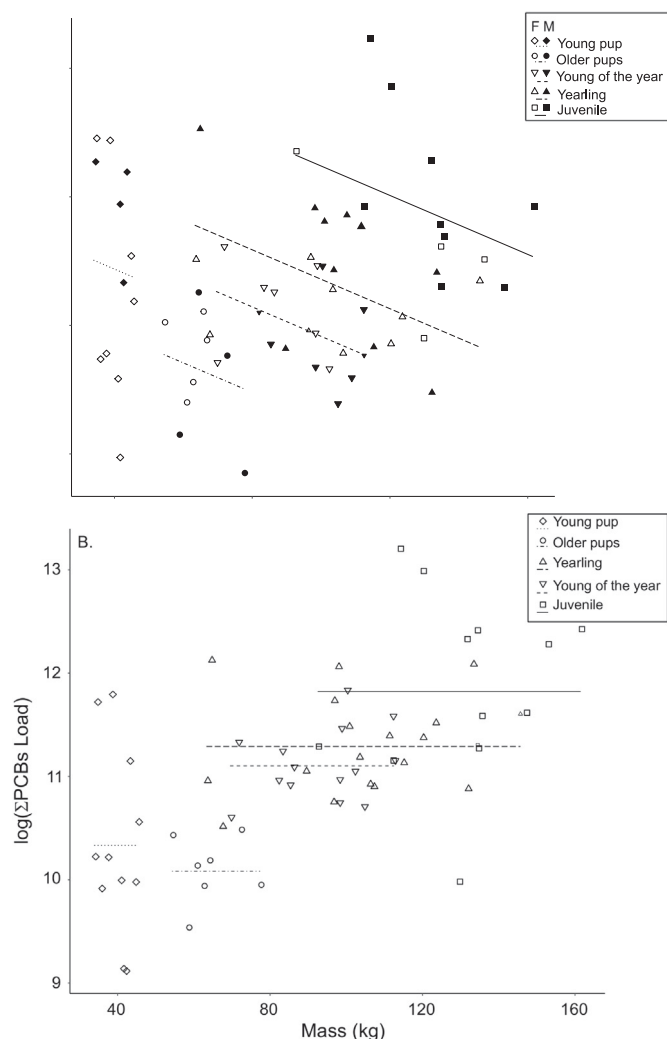 F M
Young pup
Older pups
Young of the year
Yearling
Juvenile
B.
Young pup
Older pups
Yearling
Young of the year
Juvenile
13
12
11
10
9
log(ΣPCBs Load)
40
80
120
160
Mass (kg)